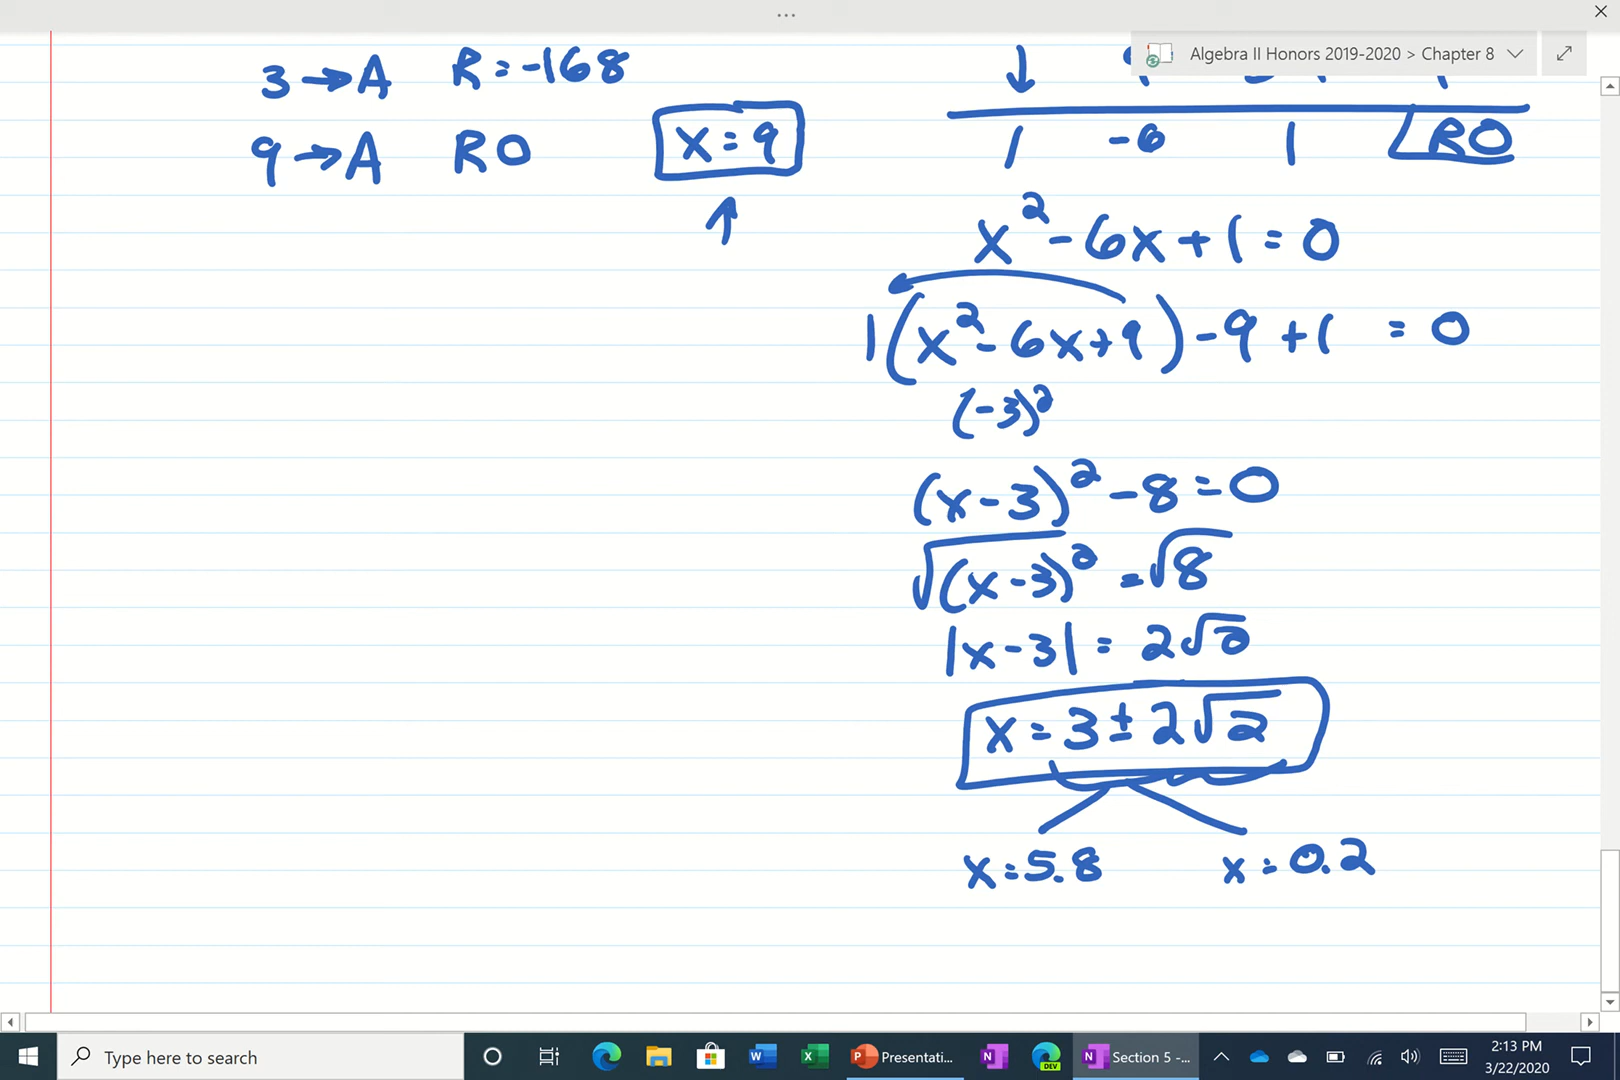 Algebra II Honors 2019-2020 > Chapter 8
3 → A R = -168
9 → A R 0
x = 9
1 -6 1 R 0
x² - 6x + 1 = 0
1(x² - 6x + 9) - 9 + 1 = 0
(-3)²
(x - 3)² - 8 = 0
√(x - 3)² = √8
|x - 3| = 2√2
x = 3 ± 2√2
x = 5.8 x = 0.2
Type here to search
Presentati...
Section 5 -...
2:13 PM
3/22/2020